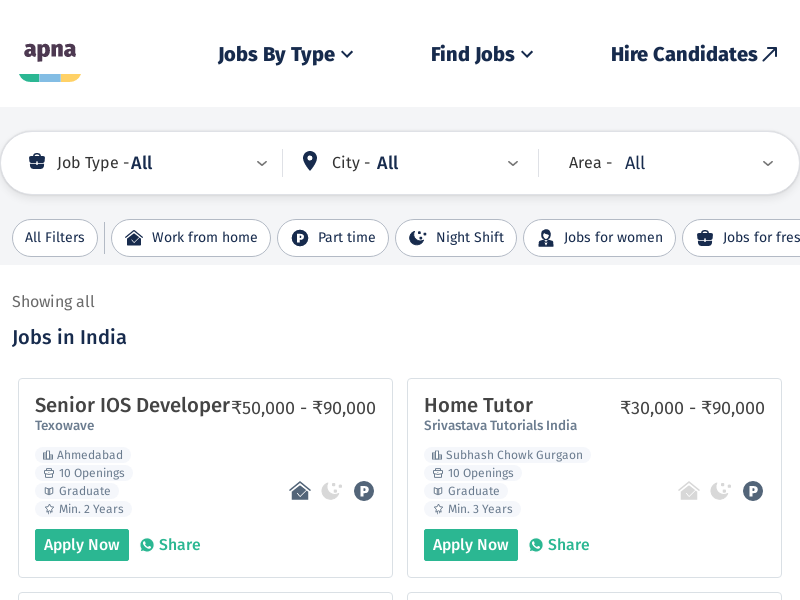 apna
Jobs By Type
Find Jobs
Hire Candidates
Job Type - All
City - All
Area - All
All Filters
Work from home
Part time
Night Shift
Jobs for women
Jobs for fres
Showing all
Jobs in India
Senior IOS Developer ₹50,000 - ₹90,000
Texowave
Ahmedabad
10 Openings
Graduate
Min. 2 Years
P
Apply Now
Share
Home Tutor ₹30,000 - ₹90,000
Srivastava Tutorials India
Subhash Chowk Gurgaon
10 Openings
Graduate
Min. 3 Years
P
Apply Now
Share